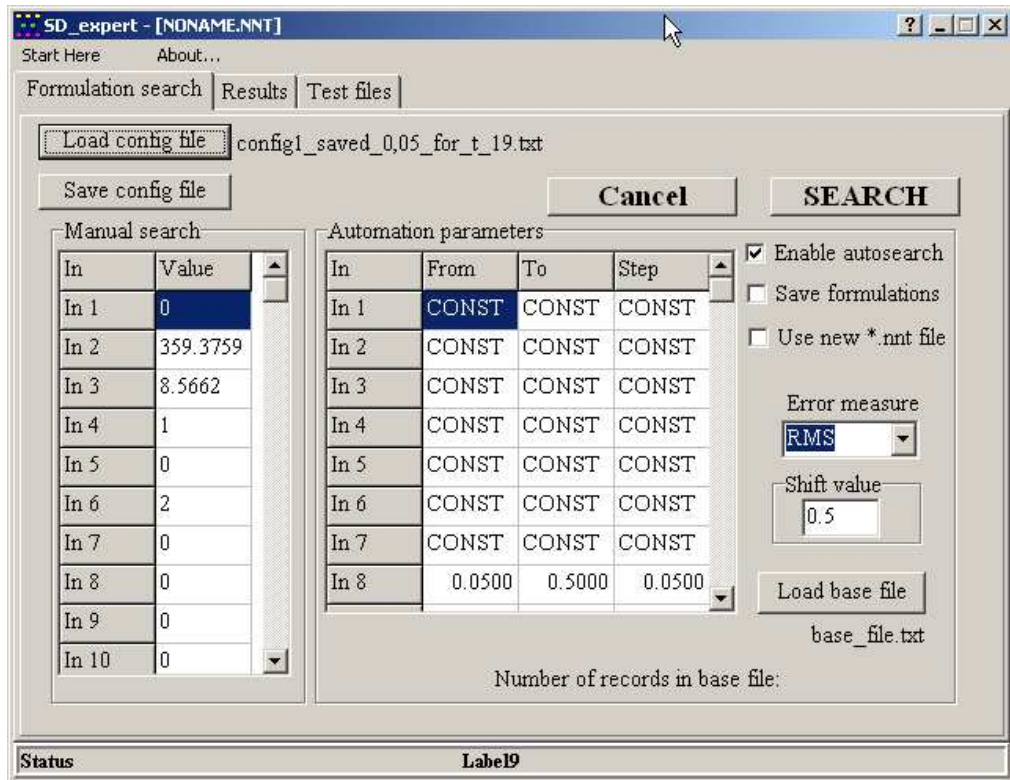 SD_expert - [NONAME.NNT]
Start Here About...
Formulation search Results Test files
Load config file config1_saved_0,05_for_t_19.txt
Save config file Cancel SEARCH
Manual search Automation parameters
In Value In From To Step Enable autosearch
In 1 0 In 1 CONST CONST CONST Save formulations
In 2 359.3759 In 2 CONST CONST CONST Use new *.nnt file
In 3 8.5662 In 3 CONST CONST CONST
Error measure
In 4 1 In 4 CONST CONST CONST RMS
In 5 0 In 5 CONST CONST CONST
Shift value
In 6 2 In 6 CONST CONST CONST 0.5
In 7 0 In 7 CONST CONST CONST
In 8 0 In 8 0.0500 0.5000 0.0500 Load base file
In 9 0 base_file.txt
In 10 0 Number of records in base file:
Status Label9